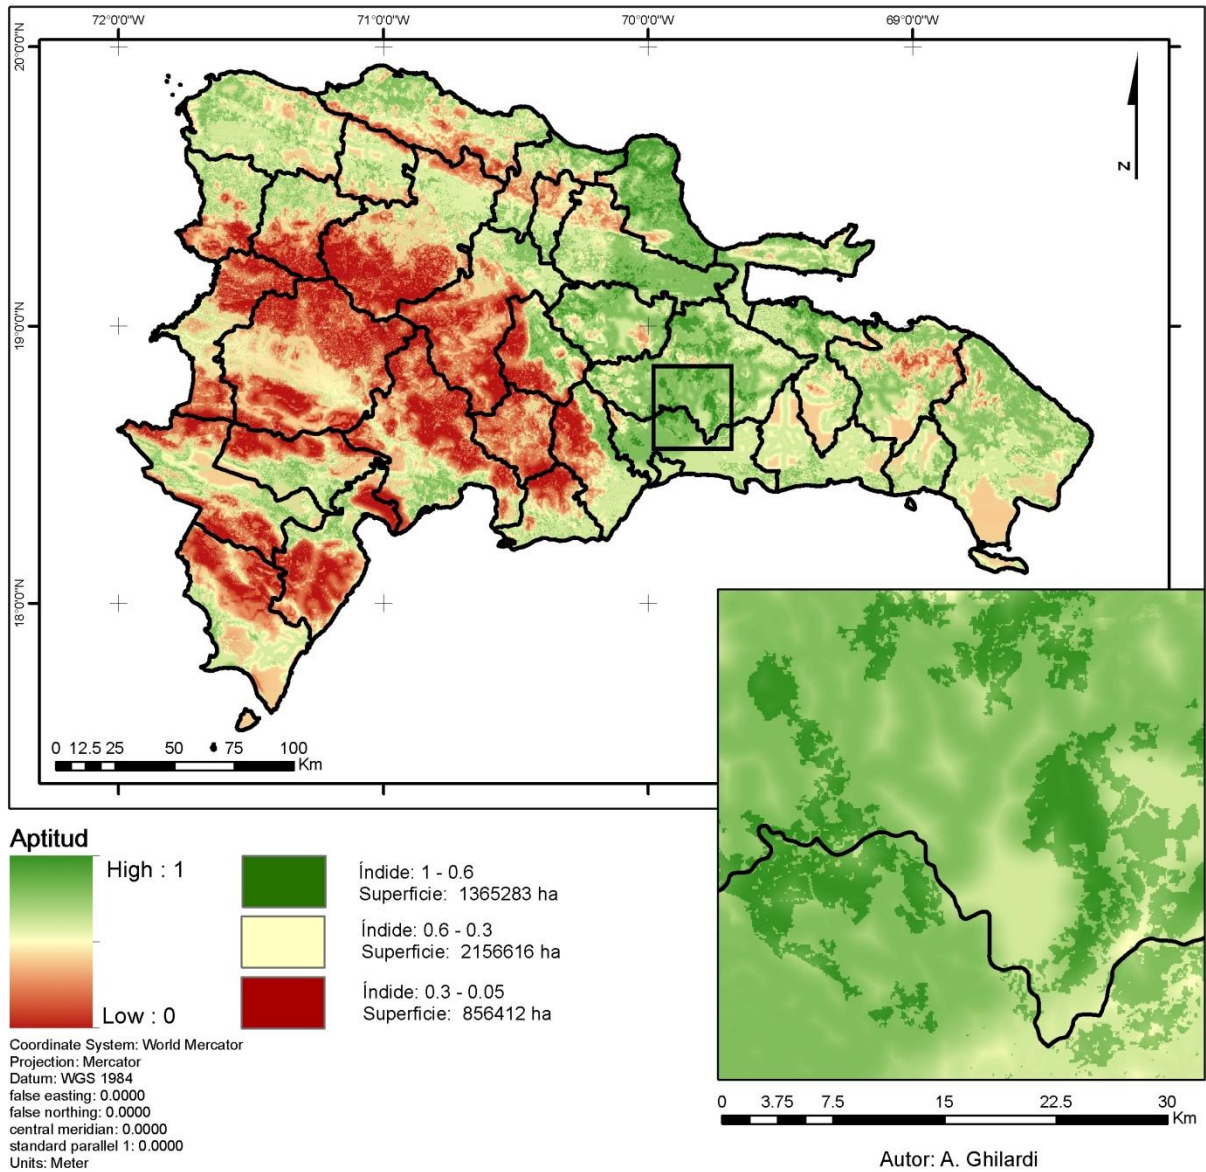 72°0'0"W
71°0'0"W
70°0'0"W
69°0'0"W
20°0'0"N
19°0'0"N
18°0'0"N
N
0 12.5 25 50 75 100
Km
Aptitud
High : 1
Low : 0
Índide: 1 - 0.6
Superficie: 1365283 ha
Índide: 0.6 - 0.3
Superficie: 2156616 ha
Índide: 0.3 - 0.05
Superficie: 856412 ha
Coordinate System: World Mercator
Projection: Mercator
Datum: WGS 1984
false easting: 0.0000
false northing: 0.0000
central meridian: 0.0000
standard parallel 1: 0.0000
Units: Meter
0 3.75 7.5 15 22.5 30
Km
Autor: A. Ghilardi